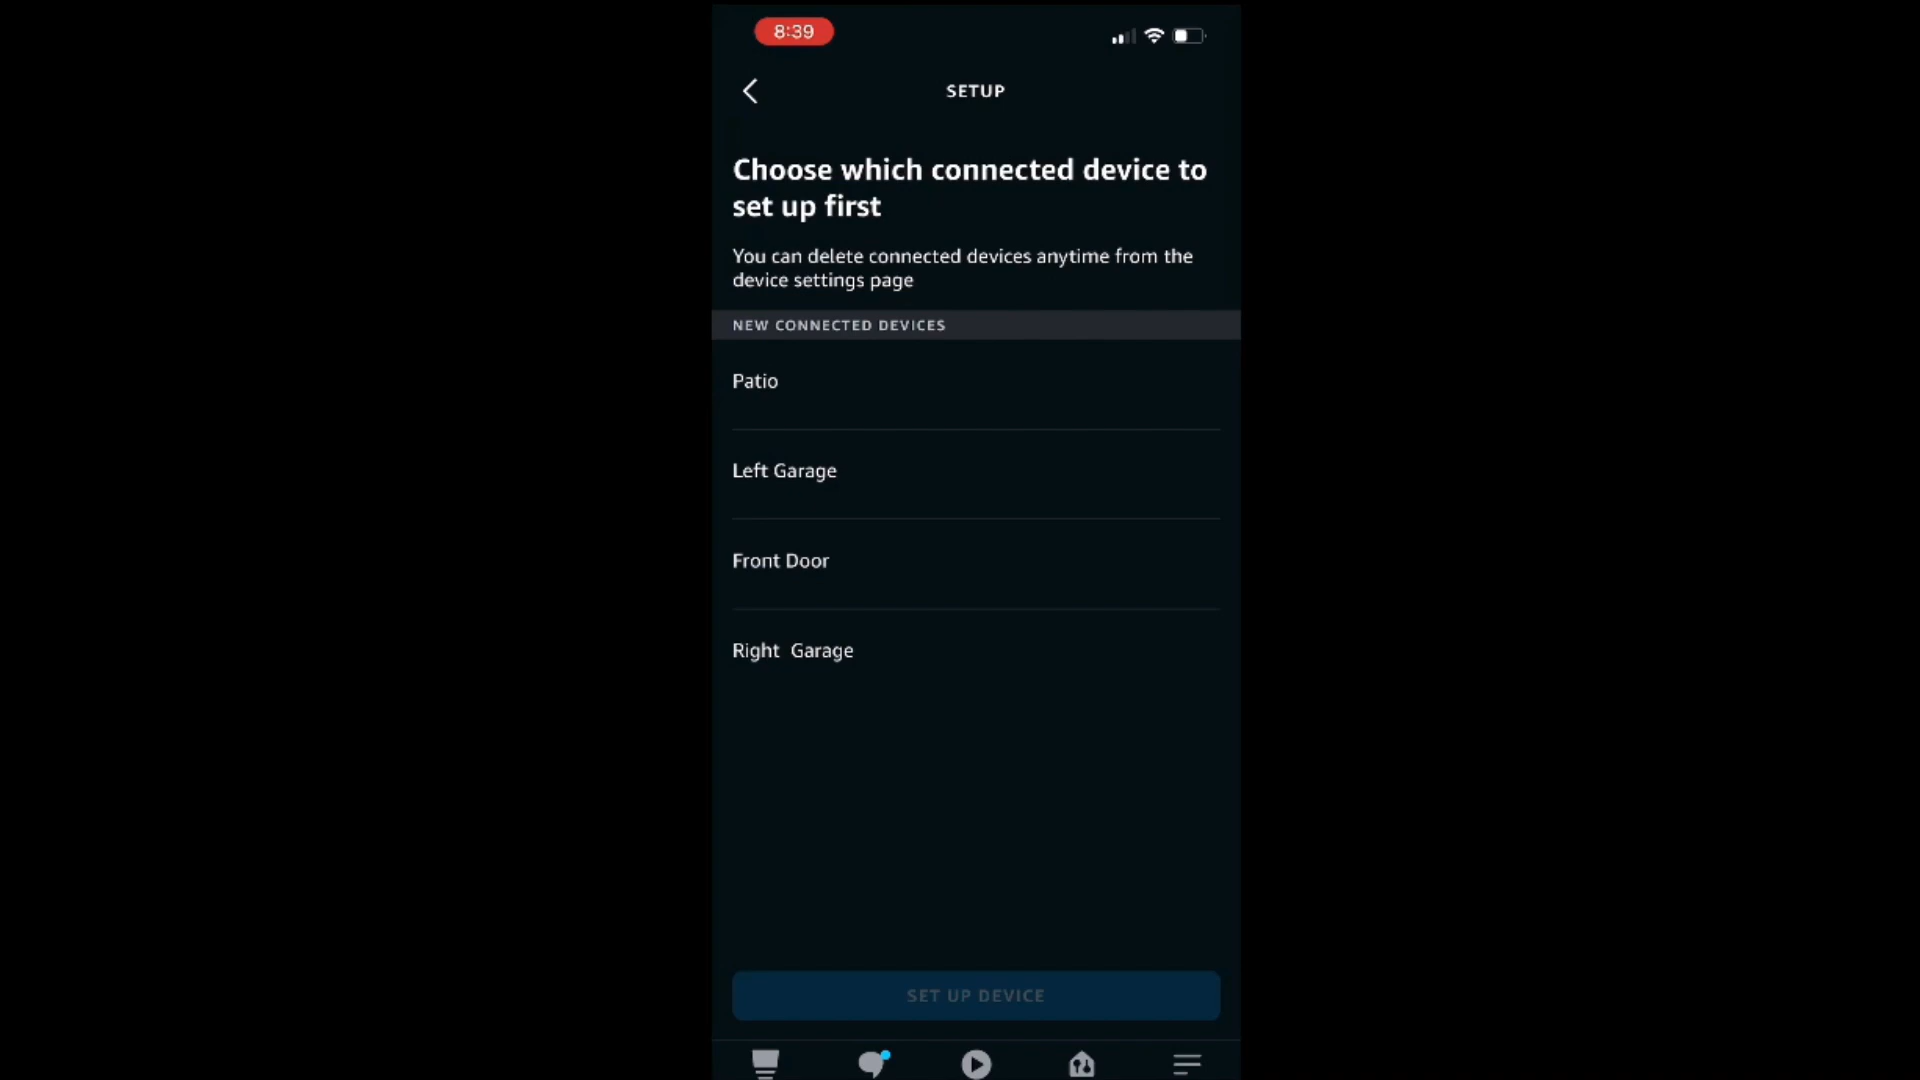 8:39
SETUP
Choose which connected device to
set up first
You can delete connected devices anytime from the
device settings page
NEW CONNECTED DEVICES
Patio
Left Garage
Front Door
Right  Garage
SET UP DEVICE